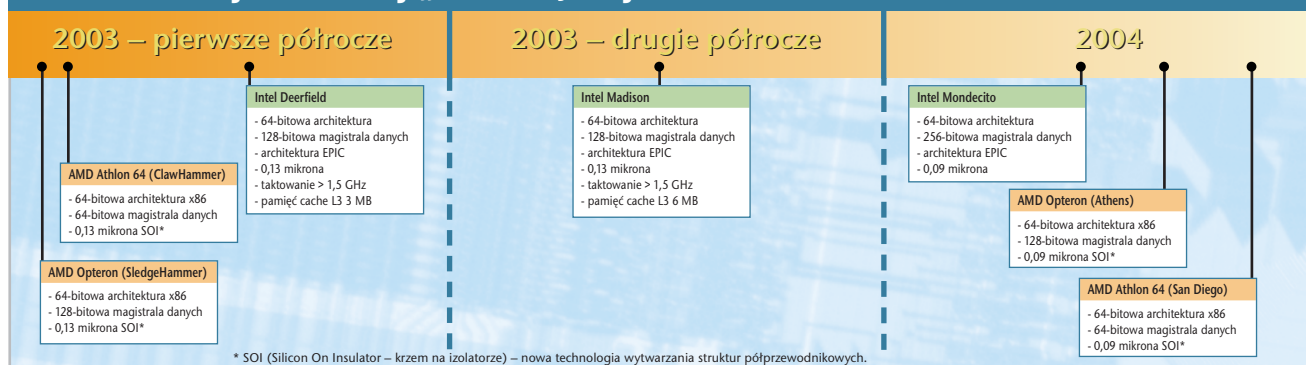 2003 – pierwsze półrocze
2003 – drugie półrocze
2004
Intel Deerfield
- 64-bitowa architektura
- 128-bitowa magistrala danych
- architektura EPIC
- 0,13 mikrona
- taktowanie > 1,5 GHz
- pamięć cache L3 3 MB
AMD Athlon 64 (ClawHammer)
- 64-bitowa architektura x86
- 64-bitowa magistrala danych
- 0,13 mikrona SOI*
AMD Opteron (SledgeHammer)
- 64-bitowa architektura x86
- 128-bitowa magistrala danych
- 0,13 mikrona SOI*
Intel Madison
- 64-bitowa architektura
- 128-bitowa magistrala danych
- architektura EPIC
- 0,13 mikrona
- taktowanie > 1,5 GHz
- pamięć cache L3 6 MB
Intel Mondecito
- 64-bitowa architektura
- 256-bitowa magistrala danych
- architektura EPIC
- 0,09 mikrona
AMD Opteron (Athens)
- 64-bitowa architektura x86
- 128-bitowa magistrala danych
- 0,09 mikrona SOI*
AMD Athlon 64 (San Diego)
- 64-bitowa architektura x86
- 64-bitowa magistrala danych
- 0,09 mikrona SOI*
* SOI (Silicon On Insulator – krzem na izolatorze) – nowa technologia wytwarzania struktur półprzewodnikowych.